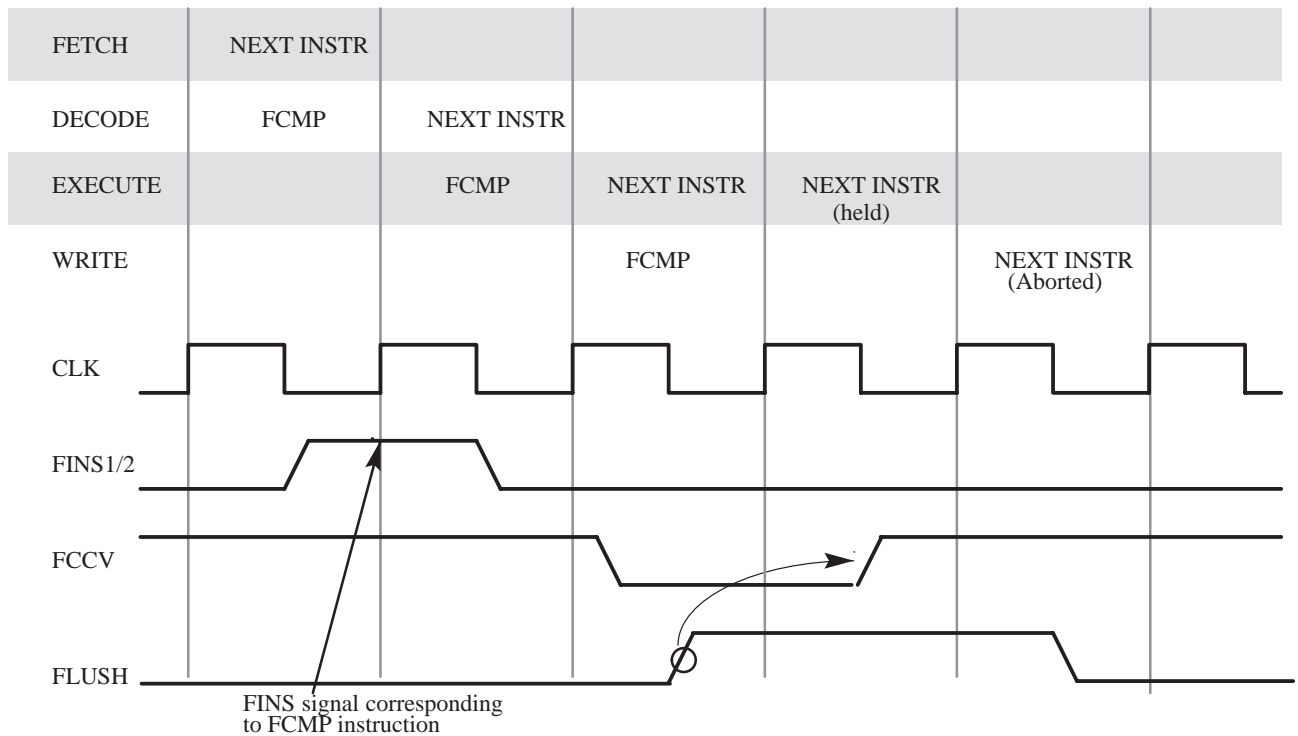 FETCH NEXT INSTR
DECODE FCMP NEXT INSTR
EXECUTE FCMP NEXT INSTR NEXT INSTR
(held)
WRITE FCMP NEXT INSTR
(Aborted)
CLK
FINS1/2
FCCV
FLUSH
FINS signal corresponding
to FCMP instruction